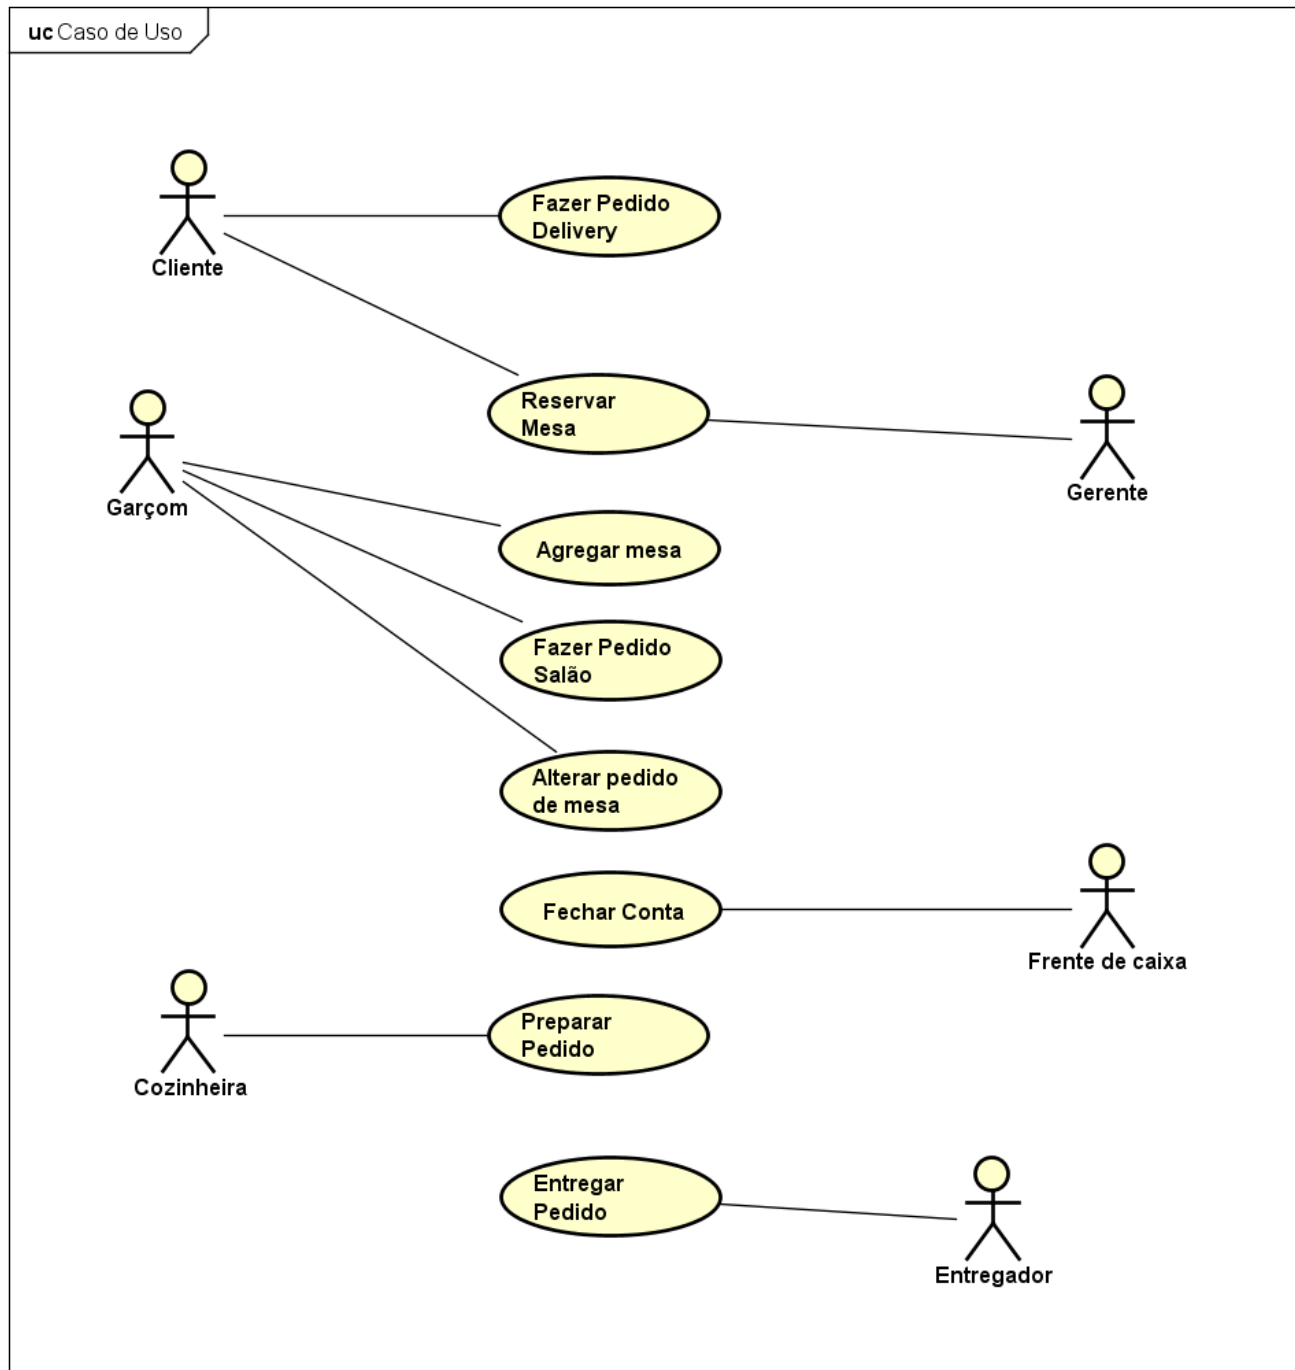 uc Caso de Uso
Fazer Pedido
Delivery
Cliente
Reservar
Mesa
Gerente
Garçom
Agregar mesa
Fazer Pedido
Salão
Alterar pedido
de mesa
Fechar Conta
Frente de caixa
Preparar
Pedido
Cozinheira
Entregar
Pedido
Entregador